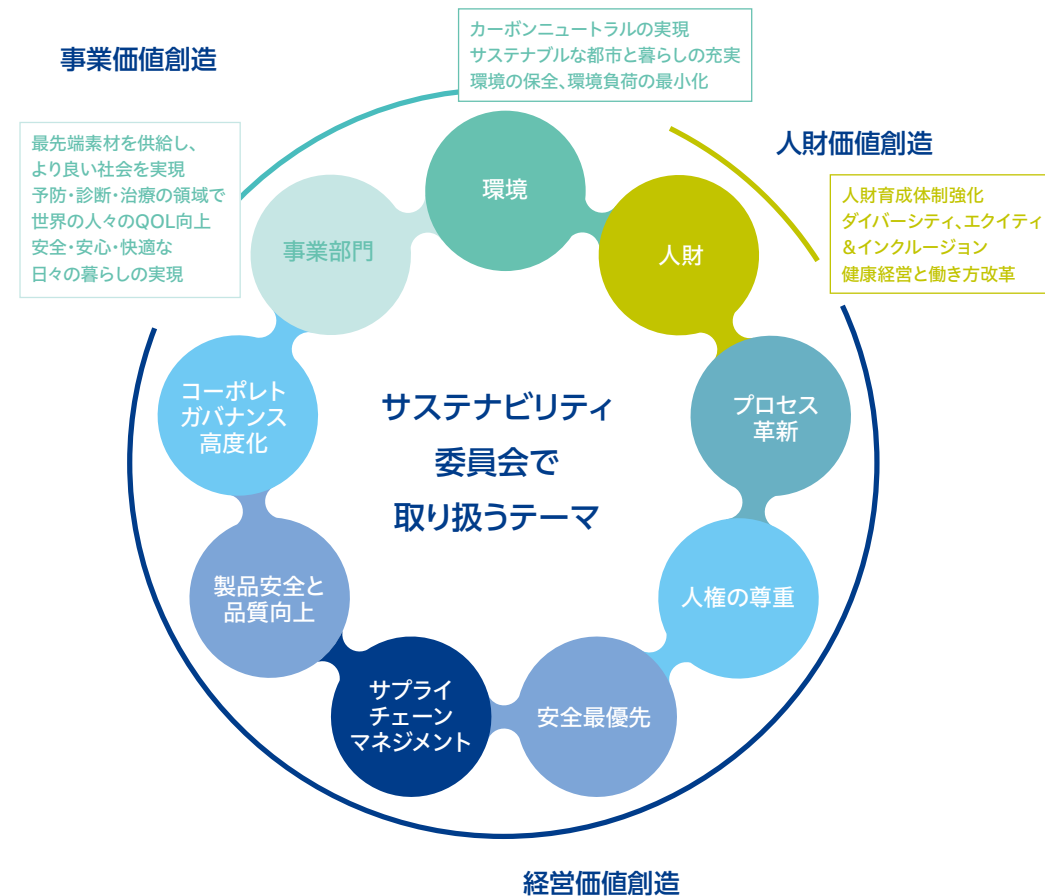 事業価値創造
カーボンニュートラルの実現
サステナブルな都市と暮らしの充実
環境の保全、環境負荷の最小化
最先端素材を供給し、
より良い社会を実現
予防・診断・治療の領域で
世界の人々のQOL向上
安全・安心・快適な
日々の暮らしの実現
人財価値創造
人財育成体制強化
ダイバーシティ、エクイティ
&インクルージョン
健康経営と働き方改革
環境
事業部門
人財
コーポレト
ガバナンス
高度化
プロセス
革新
サステナビリティ
委員会で
取り扱うテーマ
製品安全と
品質向上
人権の尊重
サプライ
チェーン
マネジメント
安全最優先
経営価値創造